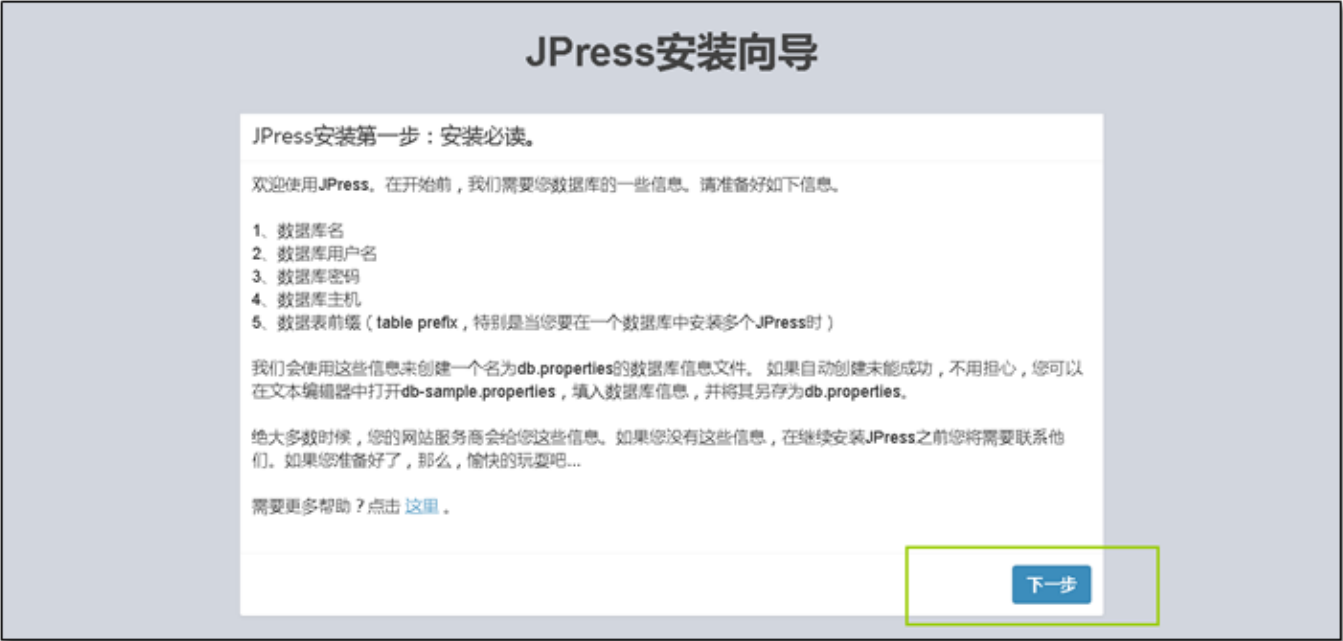 JPress安装向导
JPress安装第一步：安装必读。
欢迎使用JPress。在开始前，我们需要您数据库的一些信息。请准备好如下信息。
1、数据库名
2、数据库用户名
3、数据库密码
4、数据库主机
5、数据表前缀（table prefix，特别是当您要在一个数据库中安装多个JPress时）
我们会使用这些信息来创建一个名为db.properties的数据库信息文件。 如果自动创建未能成功，不用担心，您可以
在文本编辑器中打开db-sample.properties，填入数据库信息，并将其另存为db.properties。
绝大多数时候，您的网站服务商会给您这些信息。如果您没有这些信息，在继续安装JPress之前您将需要联系他
们。如果您准备好了，那么，愉快的玩耍吧...
需要更多帮助？点击 这里 。
下一步